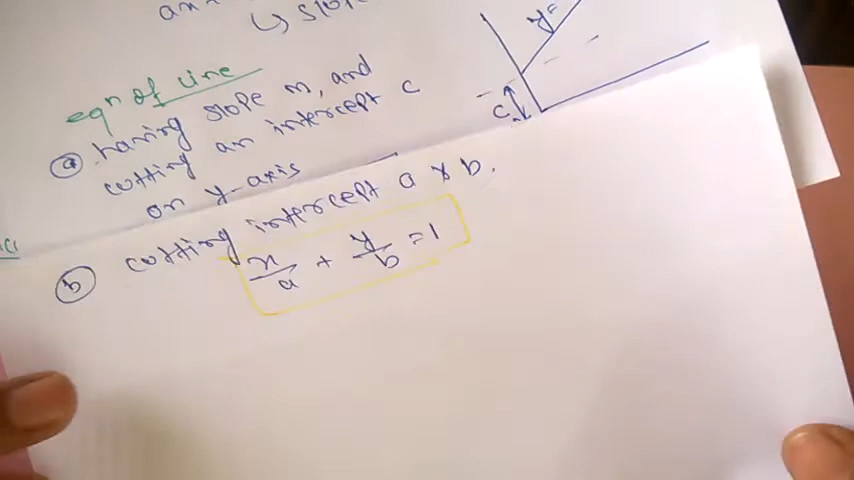 eqn of line
(a) having slope m, and
cutting an intercept c
on y-axis
y=
c
(b) cutting intercept a & b.
x/a + y/b = 1